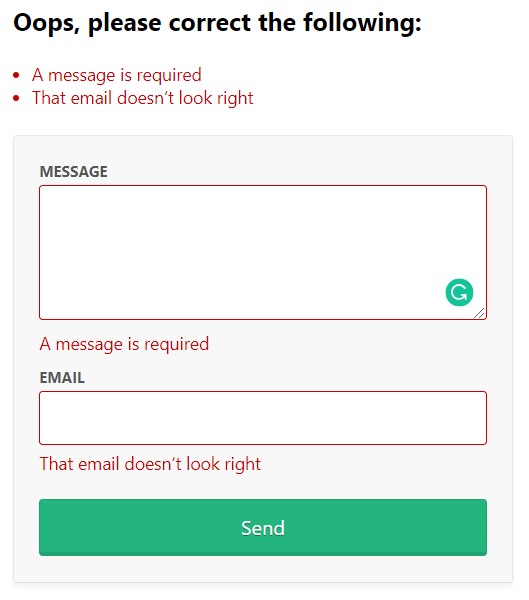 Oops, please correct the following:
A message is required
That email doesn’t look right
MESSAGE
A message is required
EMAIL
That email doesn’t look right
Send